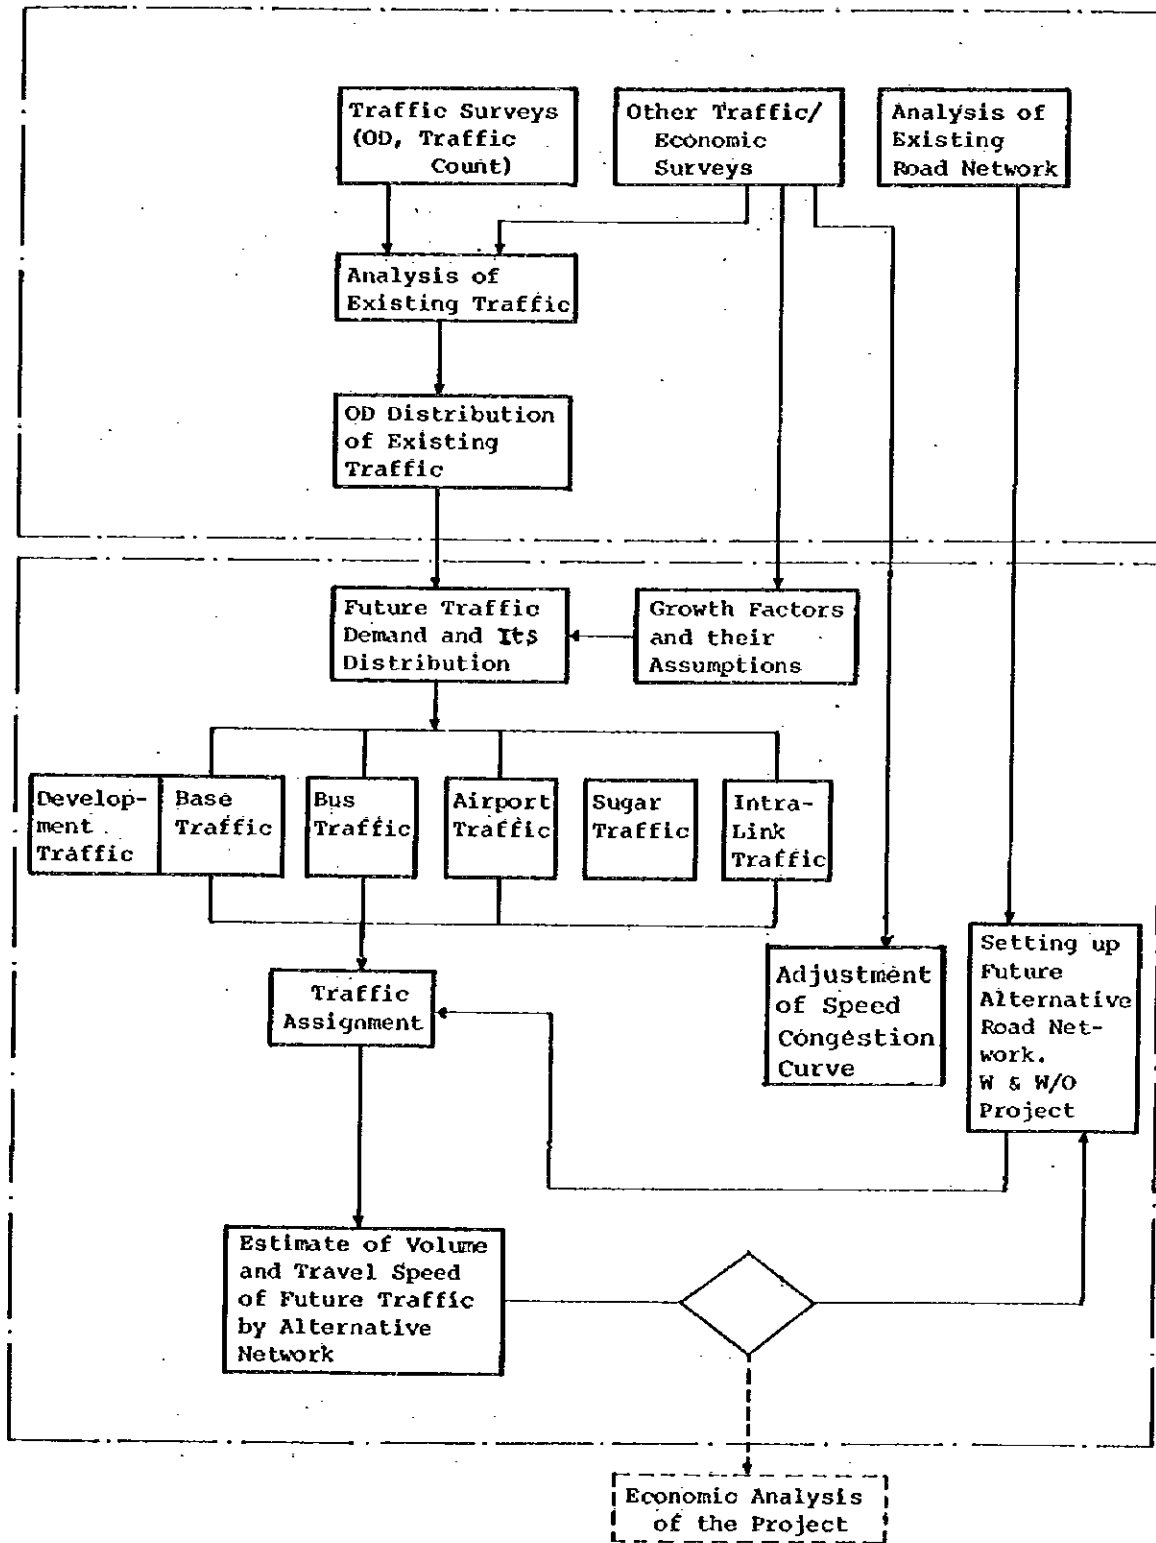 Traffic Surveys
(OD, Traffic
Count)
Other Traffic/
Economic
Surveys
Analysis of
Existing
Road Network
Analysis of
Existing Traffic
OD Distribution
of Existing
Traffic
Future Traffic
Demand and Its
Distribution
Growth Factors
and their
Assumptions
Develop-
ment
Traffic
Base
Traffic
Bus
Traffic
Airport
Traffic
Sugar
Traffic
Intra-
Link
Traffic
Traffic
Assignment
Adjustment
of Speed
Congestion
Curve
Setting up
Future
Alternative
Road Net-
work.
W & W/O
Project
Estimate of Volume
and Travel Speed
of Future Traffic
by Alternative
Network
Economic Analysis
of the Project